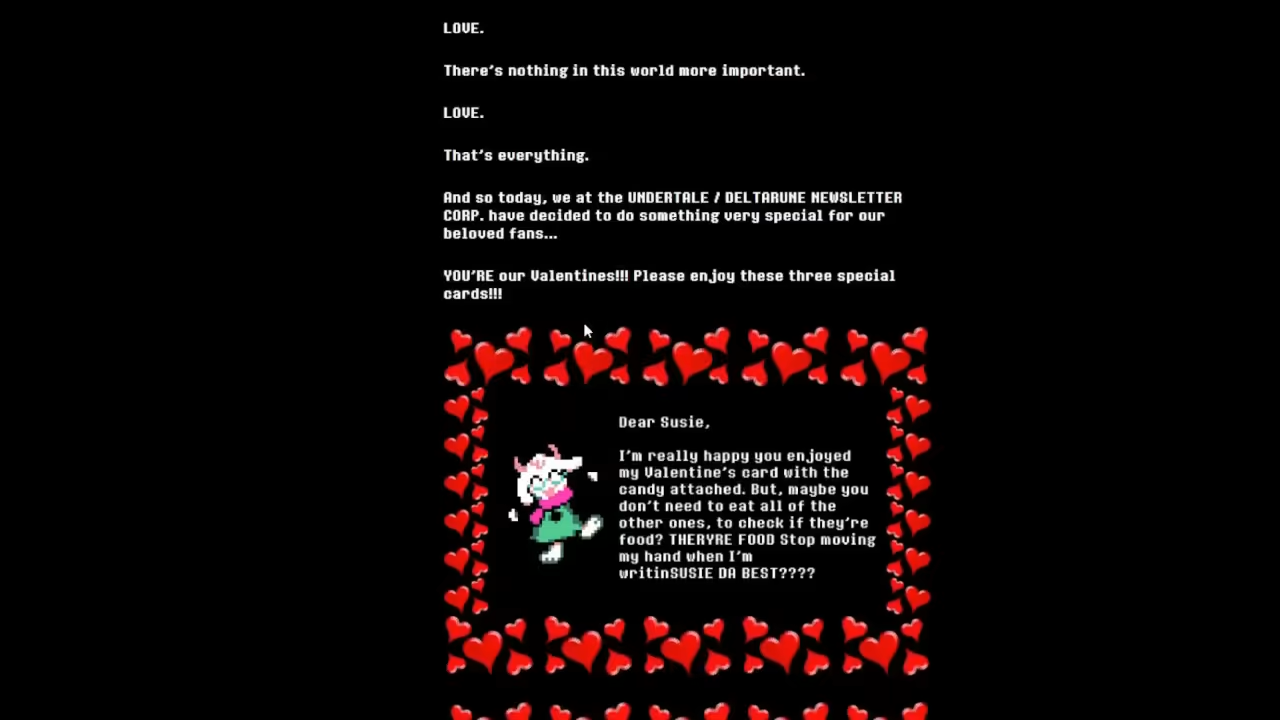 LOVE.
There's nothing in this world more important.
LOVE.
That's everything.
And so today, we at the UNDERTALE / DELTARUNE NEWSLETTER
CORP. have decided to do something very special for our
beloved fans...
YOU'RE our Valentines!!! Please enjoy these three special
cards!!!
Dear Susie,
I'm really happy you enjoyed
my Valentine's card with the
candy attached. But, maybe you
don't need to eat all of the
other ones, to check if they're
food? THERYRE FOOD Stop moving
my hand when I'm
writinSUSIE DA BEST????